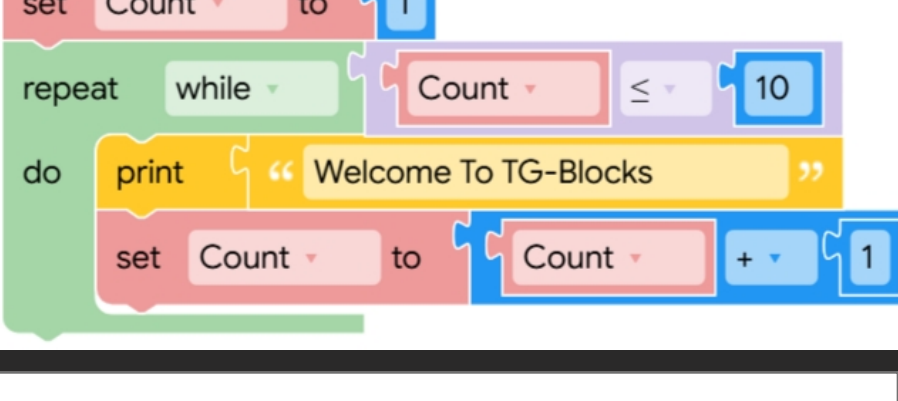 set Count to 1
repeat while Count ≤ 10
do print “ Welcome To TG-Blocks ”
set Count to Count + 1